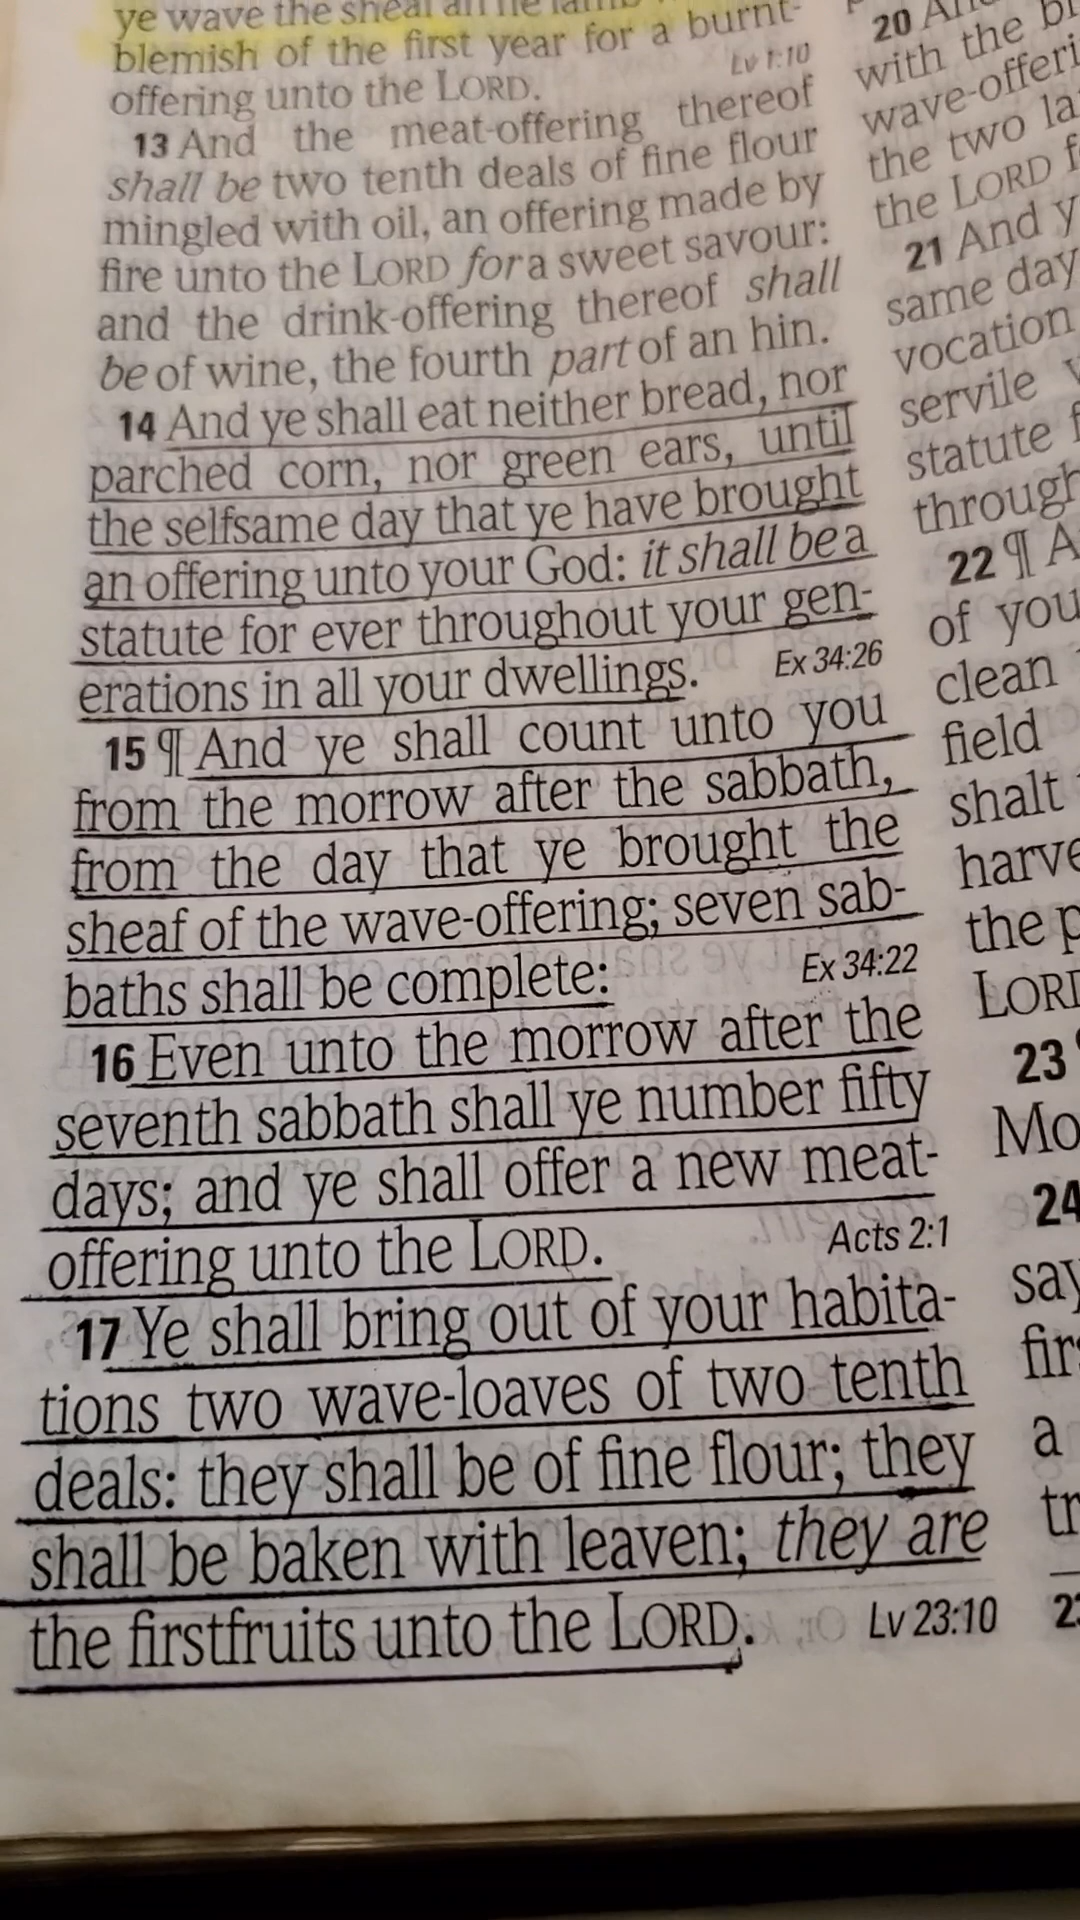 ye wave the sheaf an he lamb
blemish of the first year for a burnt-
offering unto the LORD. Lv 1:10
13 And the meat-offering thereof
shall be two tenth deals of fine flour
mingled with oil, an offering made by
fire unto the LORD for a sweet savour:
and the drink-offering thereof shall
be of wine, the fourth part of an hin.
14 And ye shall eat neither bread, nor
parched corn, nor green ears, until
the selfsame day that ye have brought
an offering unto your God: it shall be a
statute for ever throughout your gen-
erations in all your dwellings. Ex 34:26
15 ¶ And ye shall count unto you
from the morrow after the sabbath,
from the day that ye brought the
sheaf of the wave-offering; seven sab-
baths shall be complete: Ex 34:22
16 Even unto the morrow after the
seventh sabbath shall ye number fifty
days; and ye shall offer a new meat-
offering unto the LORD. Acts 2:1
17 Ye shall bring out of your habita-
tions two wave-loaves of two tenth
deals: they shall be of fine flour; they
shall be baken with leaven; they are
the firstfruits unto the LORD. Lv 23:10
20 An
with the
wave-offeri
the two la
the LORD f
21 And y
same day
vocation
servile
statute f
through
22 ¶ A
of you
clean
field
shalt
harve
the p
LORD
23
Mo
24
say
firs
a
tr